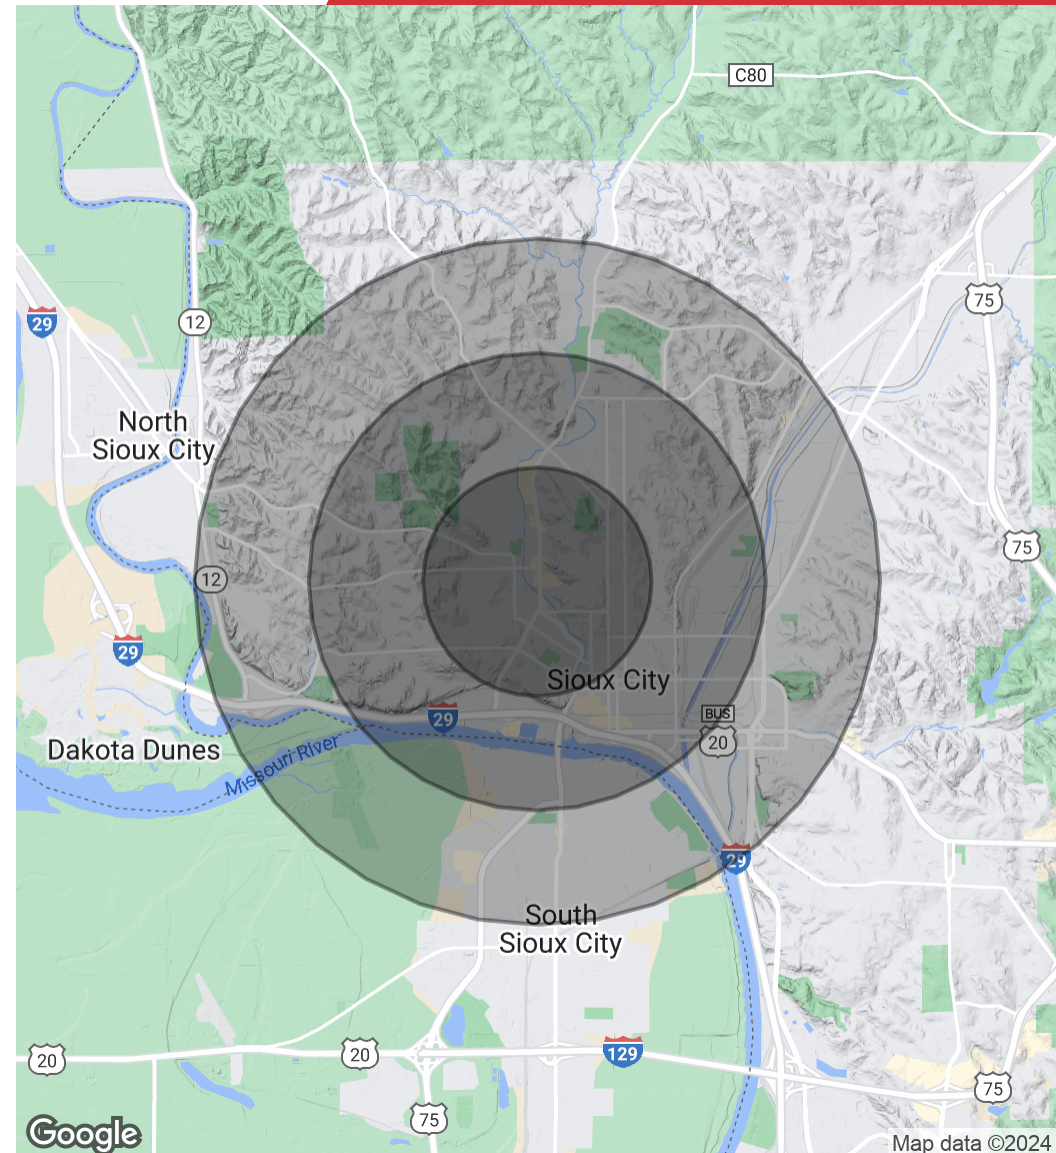 C80
75
29
12
North
Sioux City
75
12
29
Sioux City
BUS
20
29
Dakota Dunes
Missouri River
29
South
Sioux City
20
20
129
75
75
Google
Map data ©2024